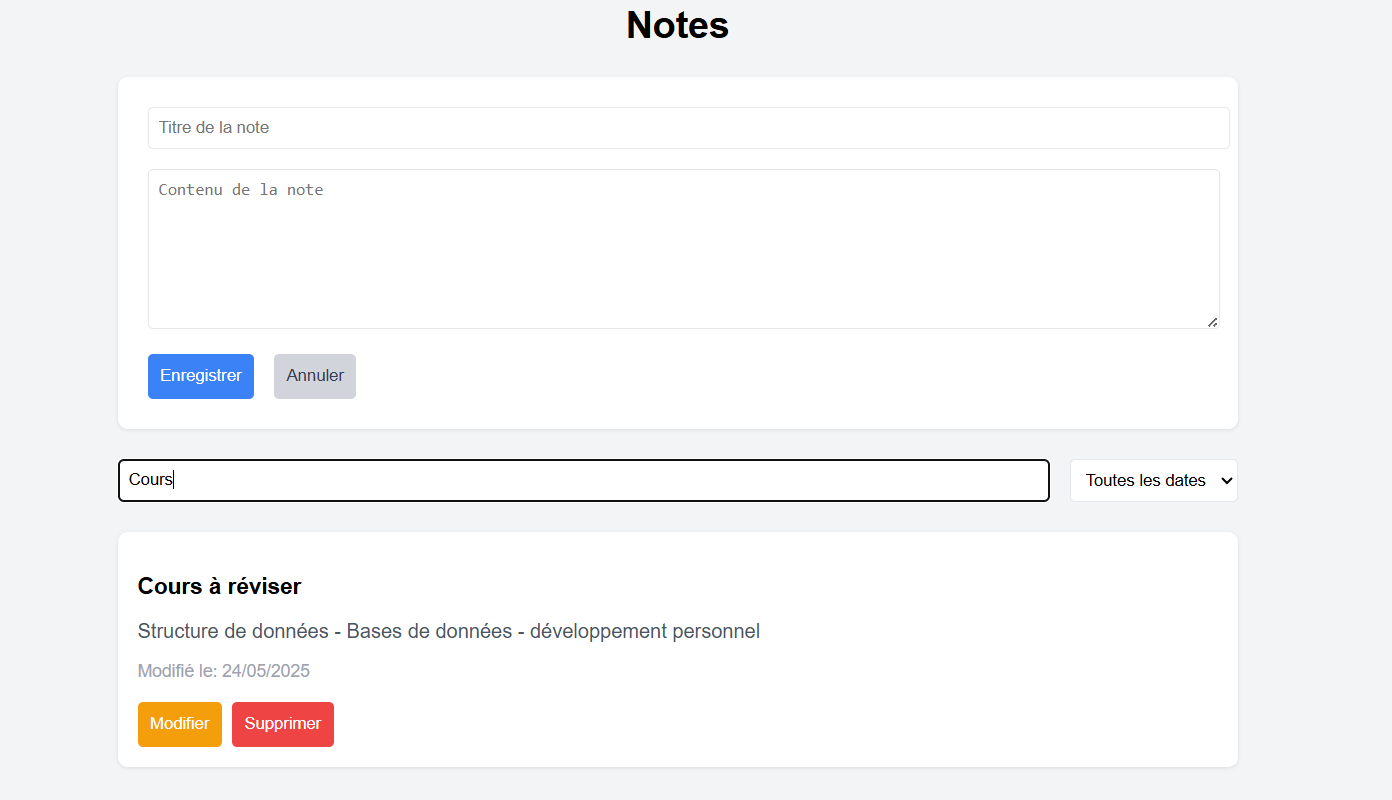 Notes
Titre de la note
Contenu de la note
Enregistrer Annuler
Cours Toutes les dates
Cours à réviser
Structure de données - Bases de données - développement personnel
Modifié le: 24/05/2025
Modifier Supprimer